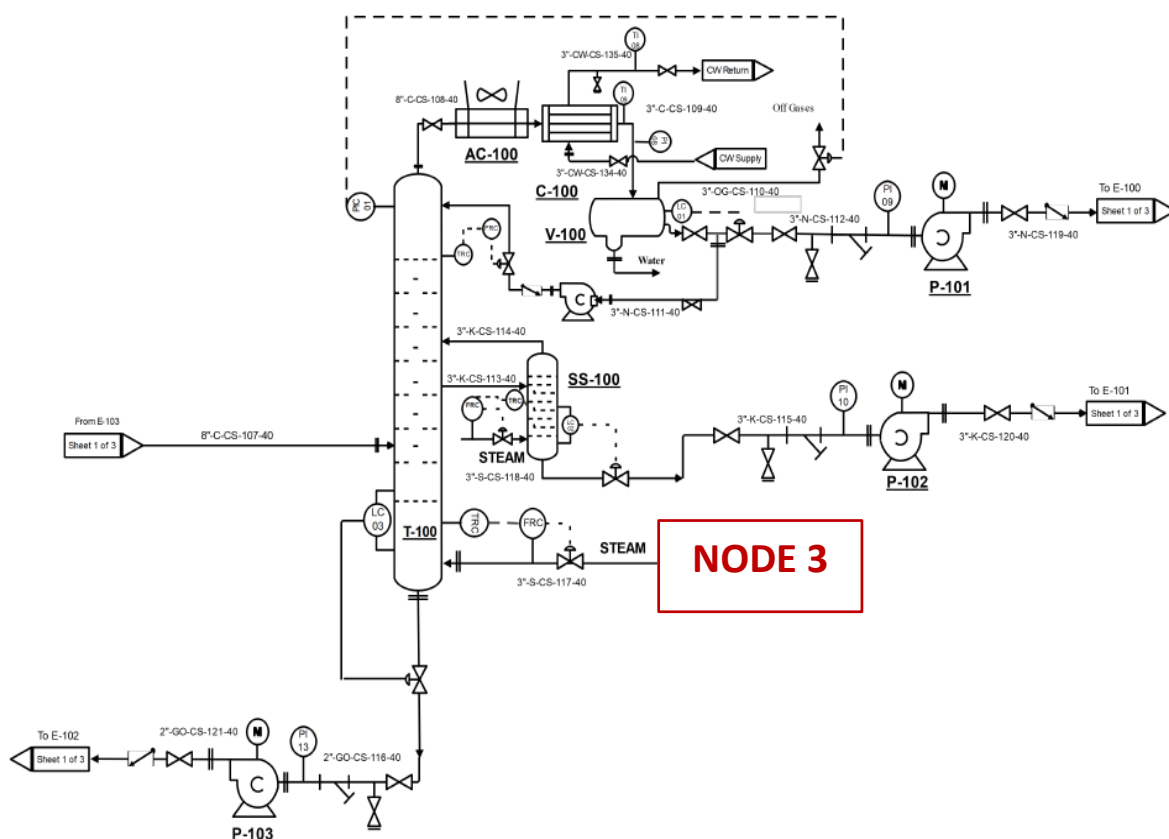 TI
08
3"-CW-CS-135-40
CW Return
8"-C-CS-108-40
TI
09
3"-C-CS-109-40
Off Gases
AC-100
PI
08
CW Supply
3"-CW-CS-134-40
C-100
3"-OG-CS-110-40
PIC
01
LC
01
V-100
3"-N-CS-112-40
PI
09
M
C
P-101
To E-100
Sheet 1 of 3
3"-N-CS-119-40
FRC
TRC
Water
C
3"-N-CS-111-40
3"-K-CS-114-40
3"-K-CS-113-40
SS-100
FRC
TRC
STEAM
3"-S-CS-118-40
3"-K-CS-115-40
PI
10
M
C
P-102
To E-101
Sheet 1 of 3
3"-K-CS-120-40
From E-103
Sheet 1 of 3
8"-C-CS-107-40
LC
03
T-100
TRC
FRC
STEAM
3"-S-CS-117-40
NODE 3
To E-102
Sheet 1 of 3
2"-GO-CS-121-40
M
C
P-103
PI
13
2"-GO-CS-116-40